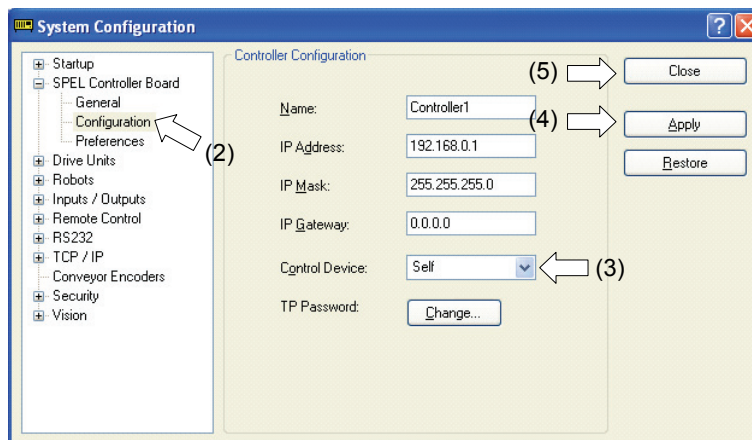 System Configuration
Startup
SPEL Controller Board
General
Configuration
Preferences
Drive Units
Robots
Inputs / Outputs
Remote Control
RS232
TCP / IP
Conveyor Encoders
Security
Vision
(2)
Controller Configuration
Name: Controller1
IP Address: 192.168.0.1
IP Mask: 255.255.255.0
IP Gateway: 0.0.0.0
Control Device: Self
(3)
TP Password: Change...
(5) Close
(4) Apply
Restore